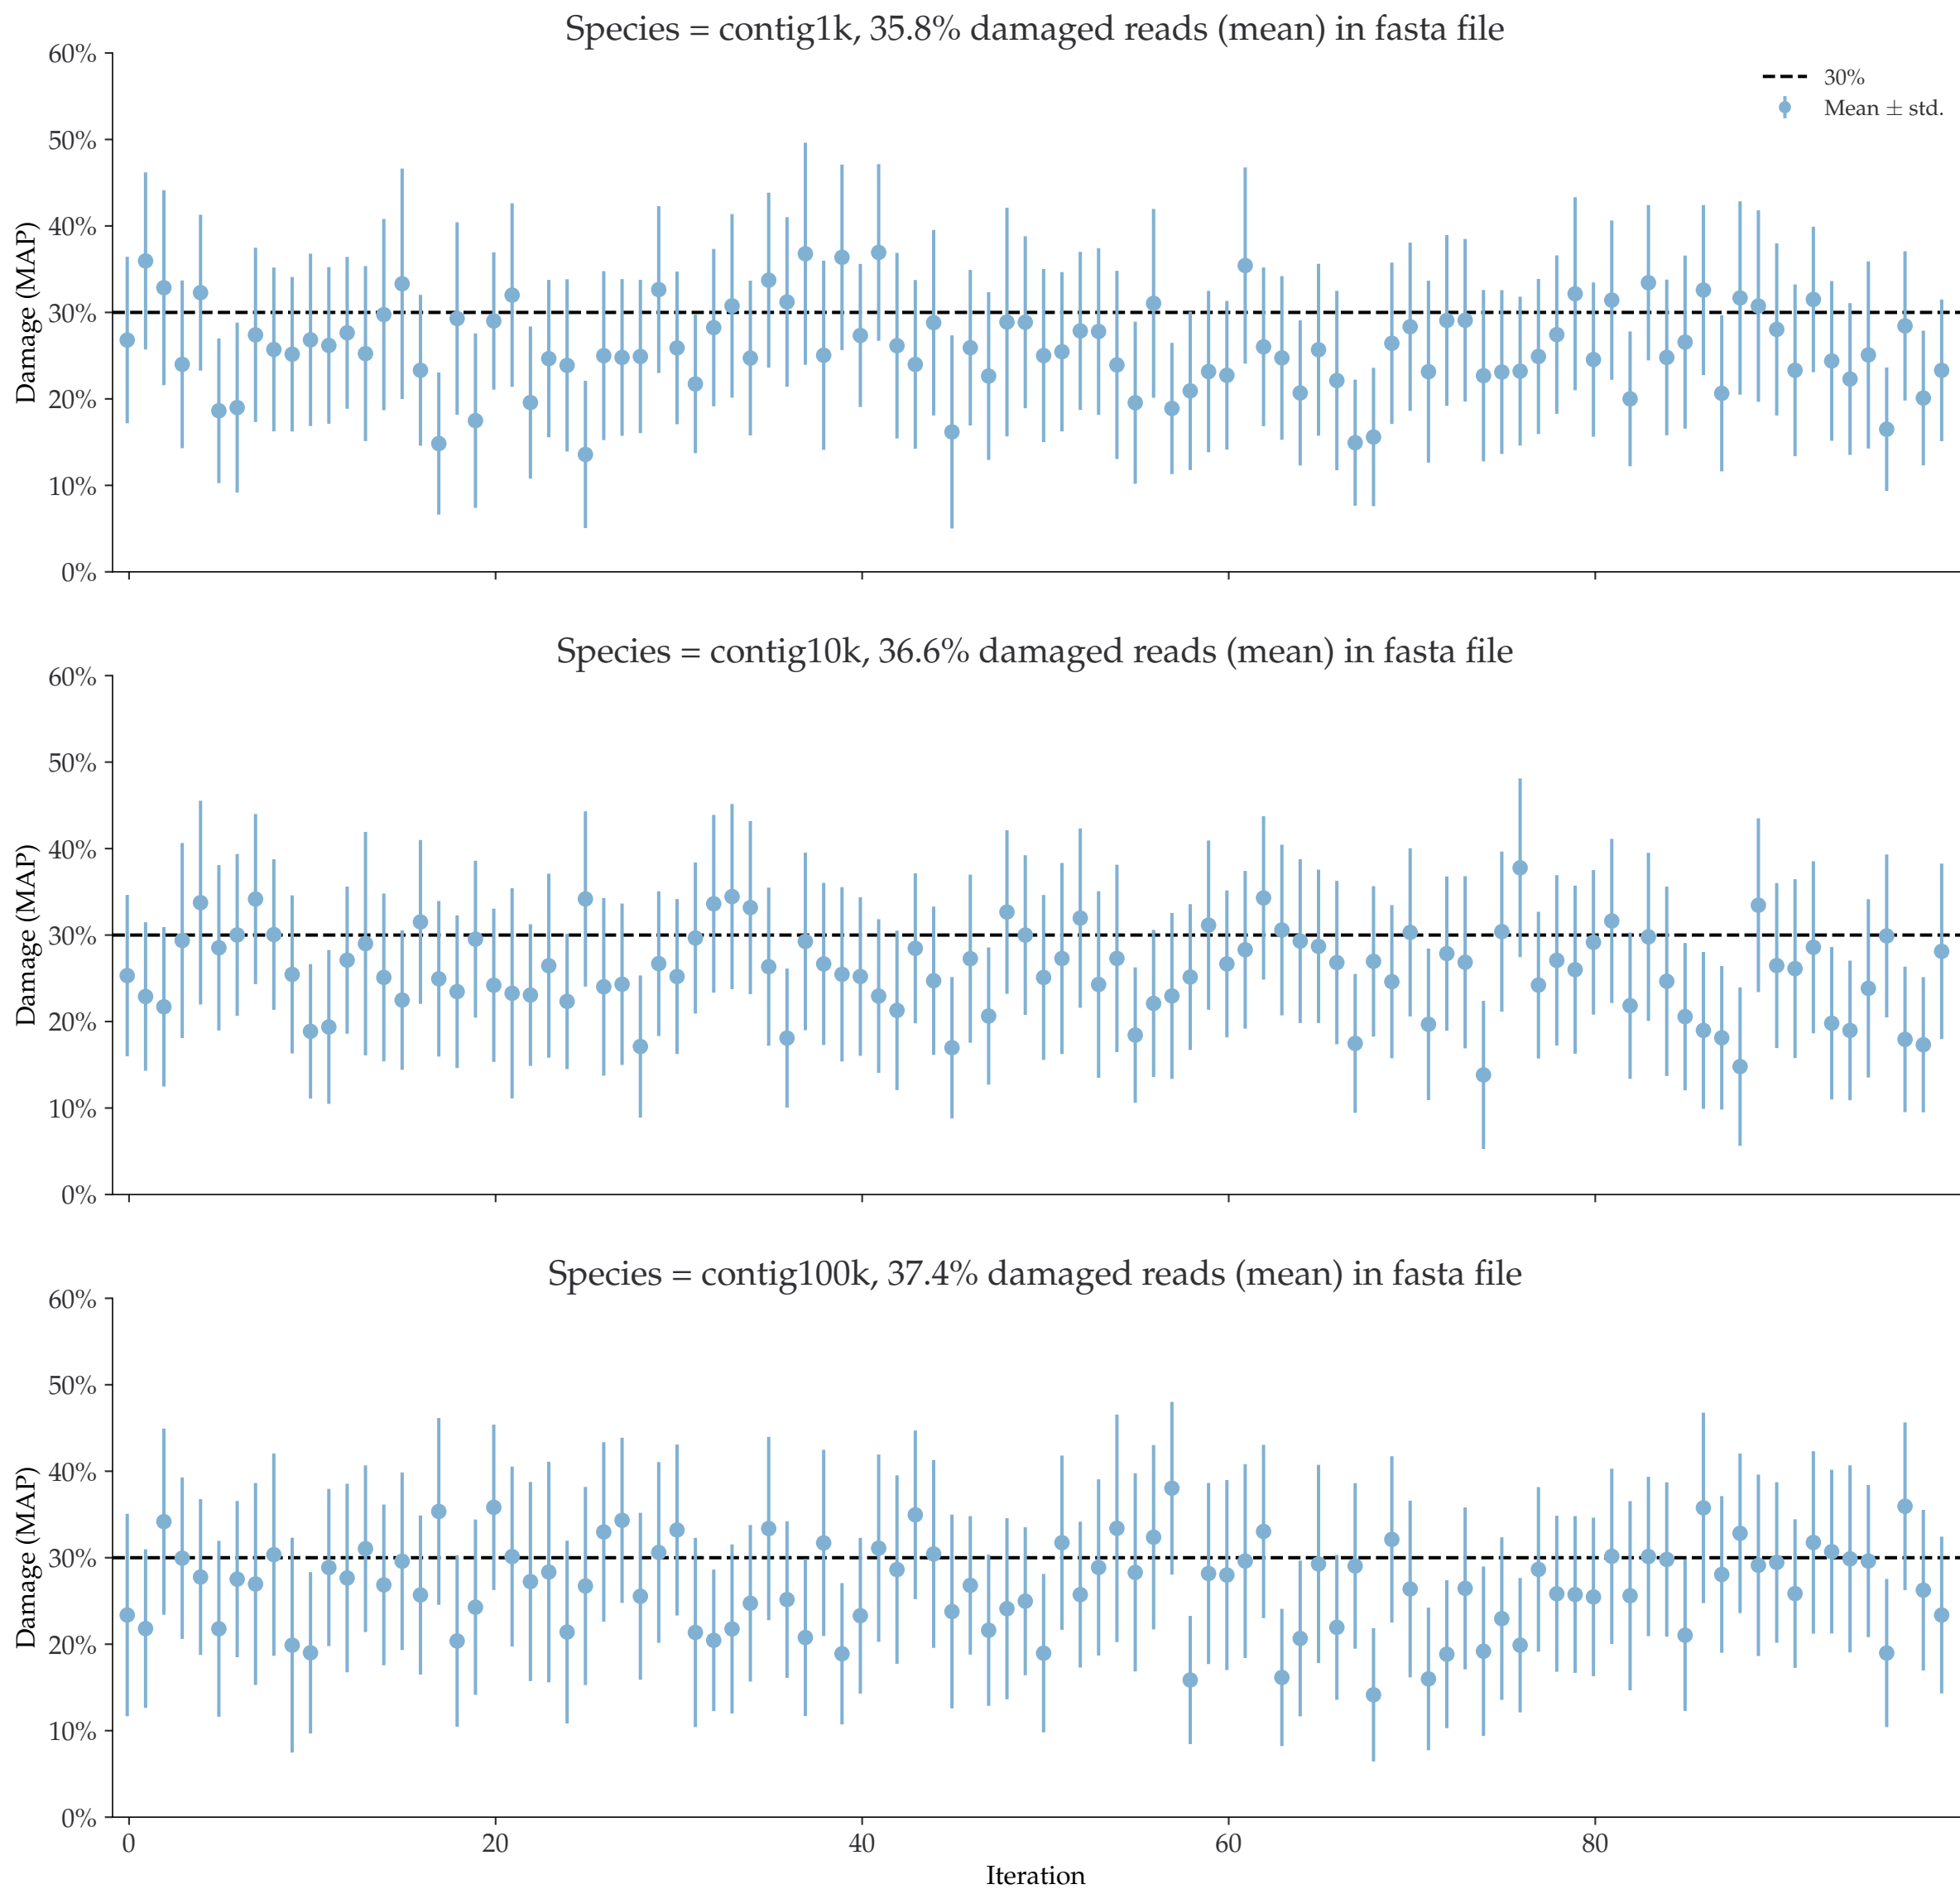 Species = contig1k, 35.8% damaged reads (mean) in fasta file
60%
50%
40%
30%
20%
10%
0%
Damage (MAP)
30%
Mean ± std.
Species = contig10k, 36.6% damaged reads (mean) in fasta file
60%
50%
40%
30%
20%
10%
0%
Damage (MAP)
Species = contig100k, 37.4% damaged reads (mean) in fasta file
60%
50%
40%
30%
20%
10%
0%
Damage (MAP)
0 20 40 60 80
Iteration